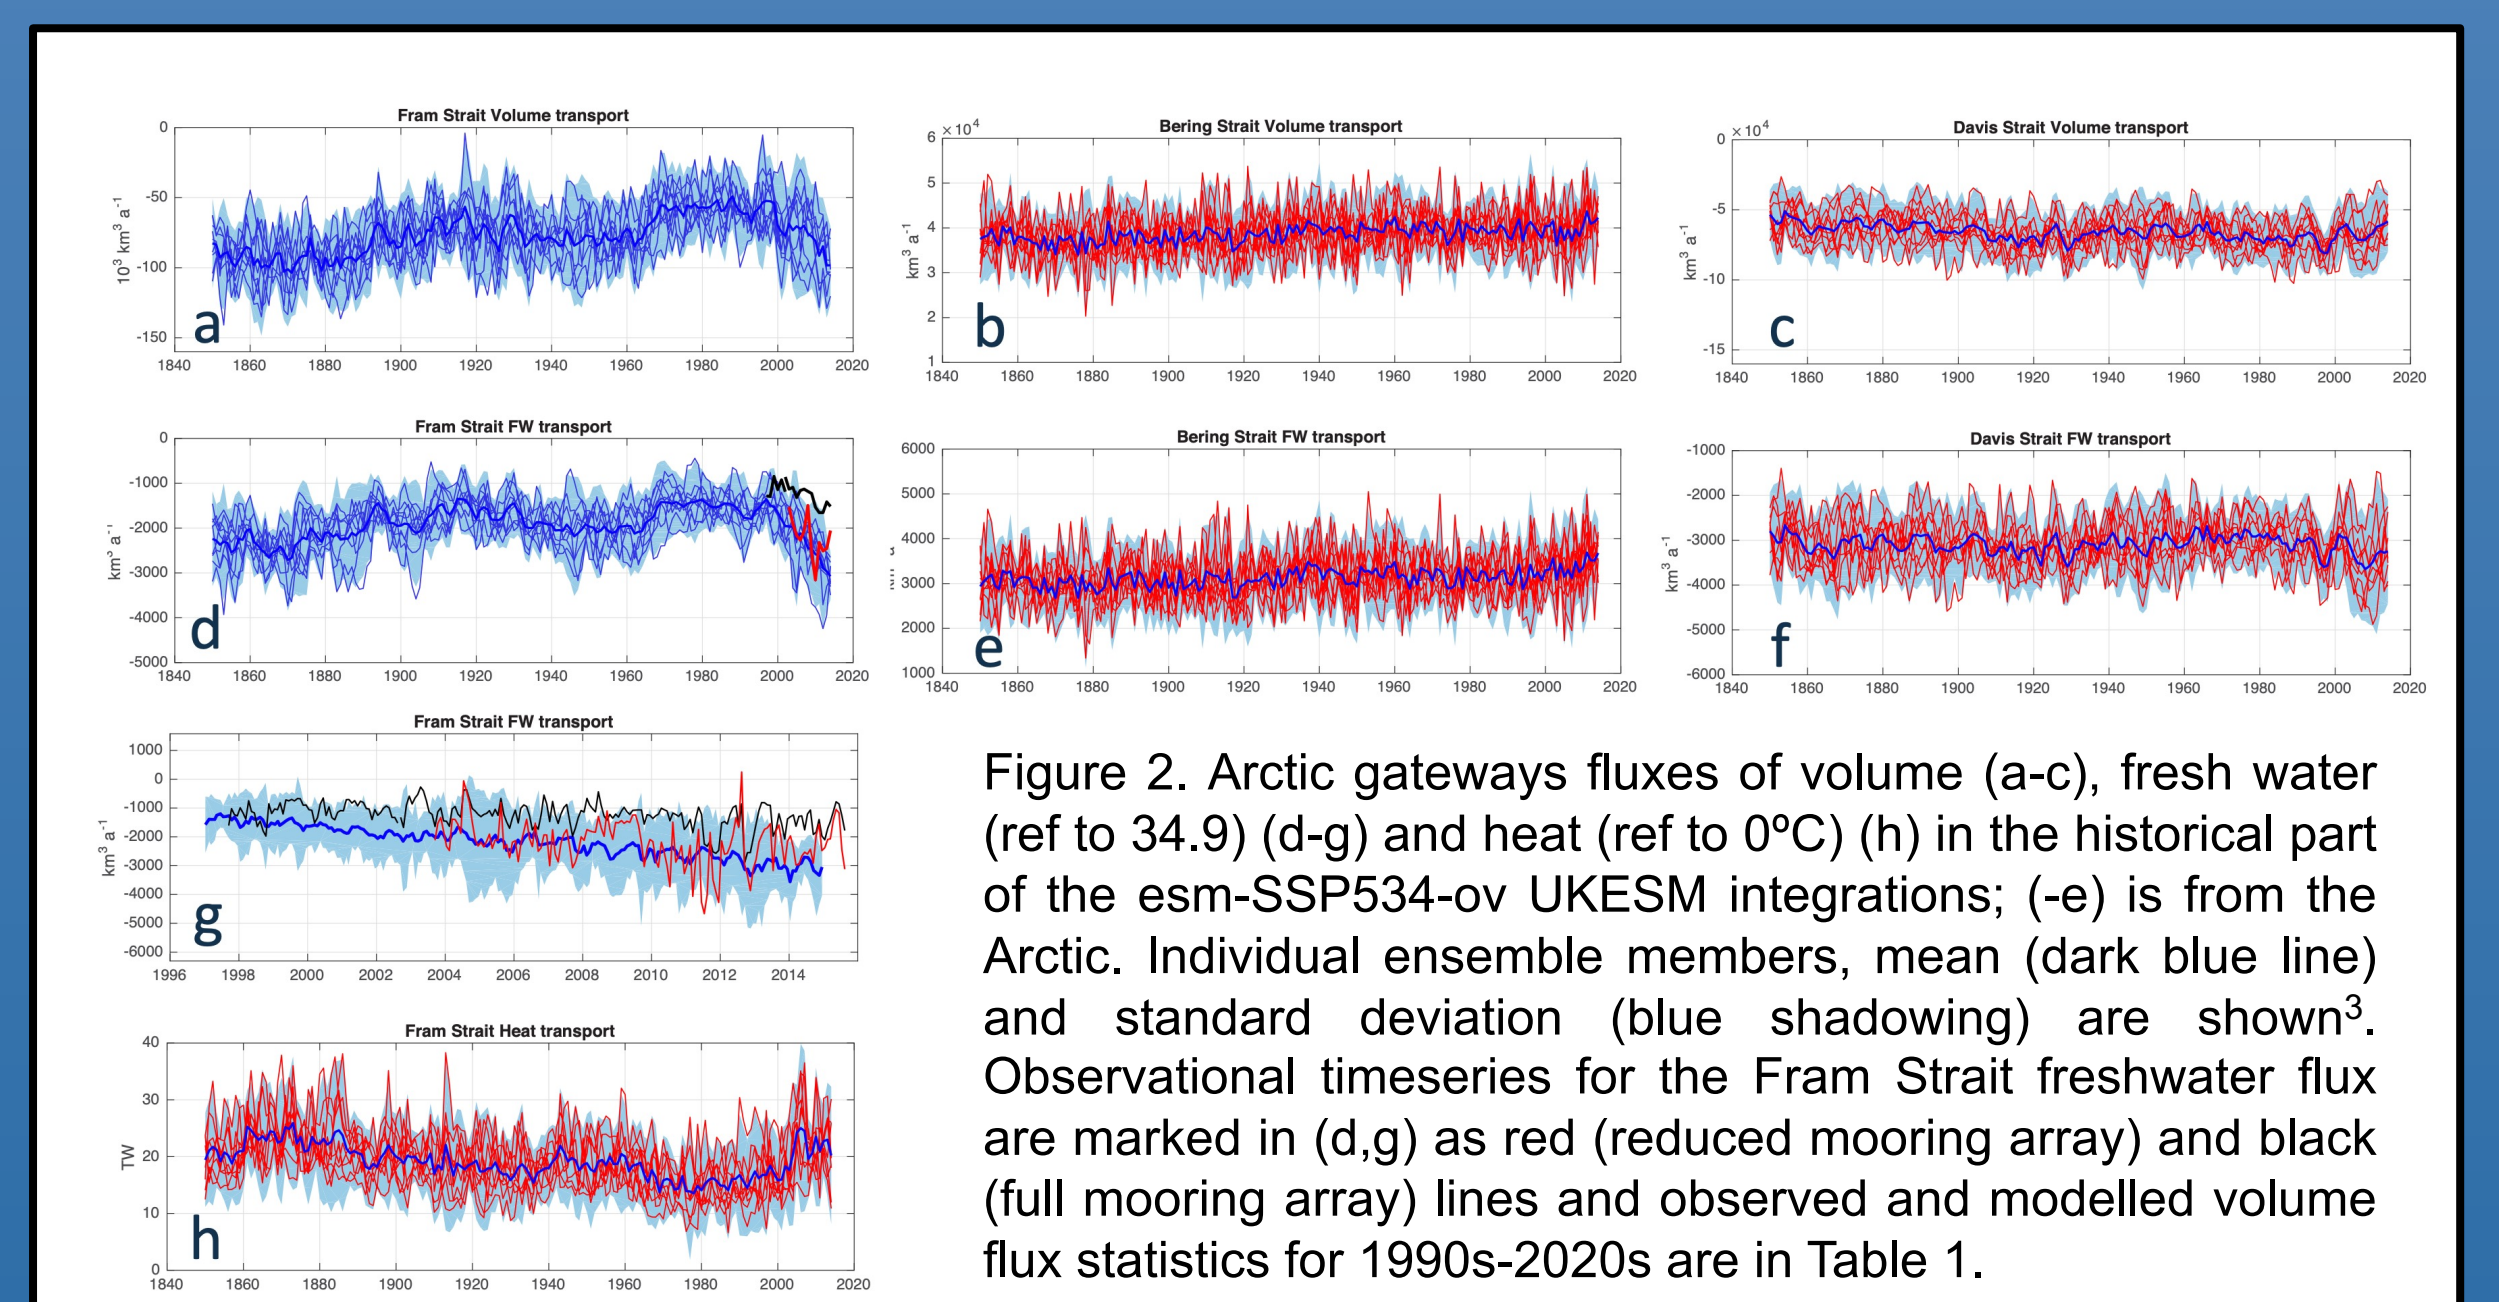 Fram Strait Volume transport
0
-50
-100
-150
10³ km³ a⁻¹
a
1840 1860 1880 1900 1920 1940 1960 1980 2000 2020
Bering Strait Volume transport
×10⁴
6
5
4
3
2
1
km³ a⁻¹
b
1840 1860 1880 1900 1920 1940 1960 1980 2000 2020
Davis Strait Volume transport
×10⁴
0
-5
-10
-15
km³ a⁻¹
c
1840 1860 1880 1900 1920 1940 1960 1980 2000 2020
Fram Strait FW transport
0
-1000
-2000
-3000
-4000
-5000
km³ a⁻¹
d
1840 1860 1880 1900 1920 1940 1960 1980 2000 2020
Bering Strait FW transport
6000
5000
4000
3000
2000
1000
e
1840 1860 1880 1900 1920 1940 1960 1980 2000 2020
Davis Strait FW transport
-1000
-2000
-3000
-4000
-5000
-6000
km³ a⁻¹
f
1840 1860 1880 1900 1920 1940 1960 1980 2000 2020
Fram Strait FW transport
1000
0
-1000
-2000
-3000
-4000
-5000
-6000
km³ a⁻¹
g
1996 1998 2000 2002 2004 2006 2008 2010 2012 2014
Fram Strait Heat transport
40
30
20
10
0
TW
h
1840 1860 1880 1900 1920 1940 1960 1980 2000 2020
Figure 2. Arctic gateways fluxes of volume (a-c), fresh water
(ref to 34.9) (d-g) and heat (ref to 0ºC) (h) in the historical part
of the esm-SSP534-ov UKESM integrations; (-e) is from the
Arctic. Individual ensemble members, mean (dark blue line)
and standard deviation (blue shadowing) are shown³.
Observational timeseries for the Fram Strait freshwater flux
are marked in (d,g) as red (reduced mooring array) and black
(full mooring array) lines and observed and modelled volume
flux statistics for 1990s-2020s are in Table 1.